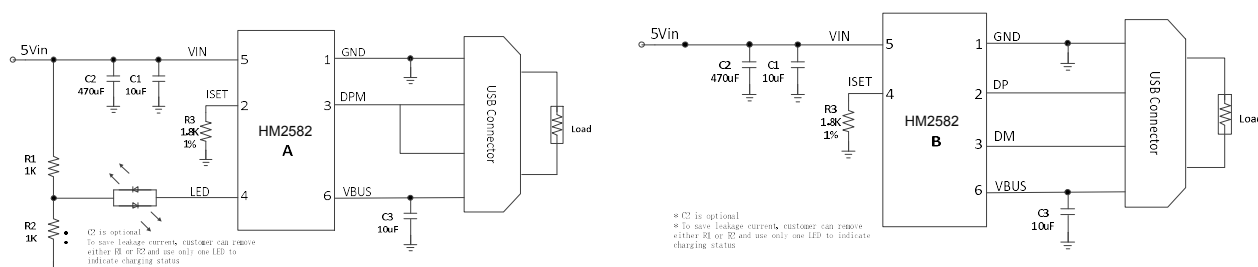 5Vin
VIN
5
C2
470uF
C1
10uF
ISET
2
R3
1.8K
1%
HM2582
A
1
GND
3
DPM
6
VBUS
C3
10uF
USB Connector
Load
R1
1K
LED
4
R2
1K
• C2 is optional
• To save leakage current, customer can remove
either R1 or R2 and use only one LED to
indicate charging status
5Vin
VIN
5
C2
470uF
C1
10uF
ISET
4
R3
1.8K
1%
HM2582
B
1
GND
2
DP
3
DM
6
VBUS
C3
10uF
USB Connector
Load
* C2 is optional
* To save leakage current, customer can remove
either R1 or R2 and use only one LED to indicate
charging status